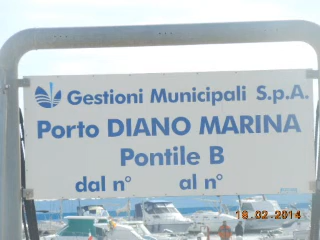 Gestioni Municipali S.p.A.
Porto DIANO MARINA
Pontile B
dal n° al n°
18.02.2014